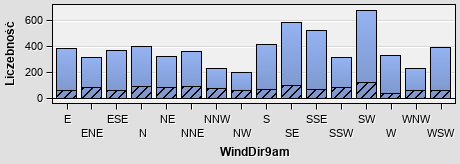 Liczebność
600
400
200
0
E ESE NE NNW S SSE SW WNW
ENE N NNE NW SE SSW W WSW
WindDir9am